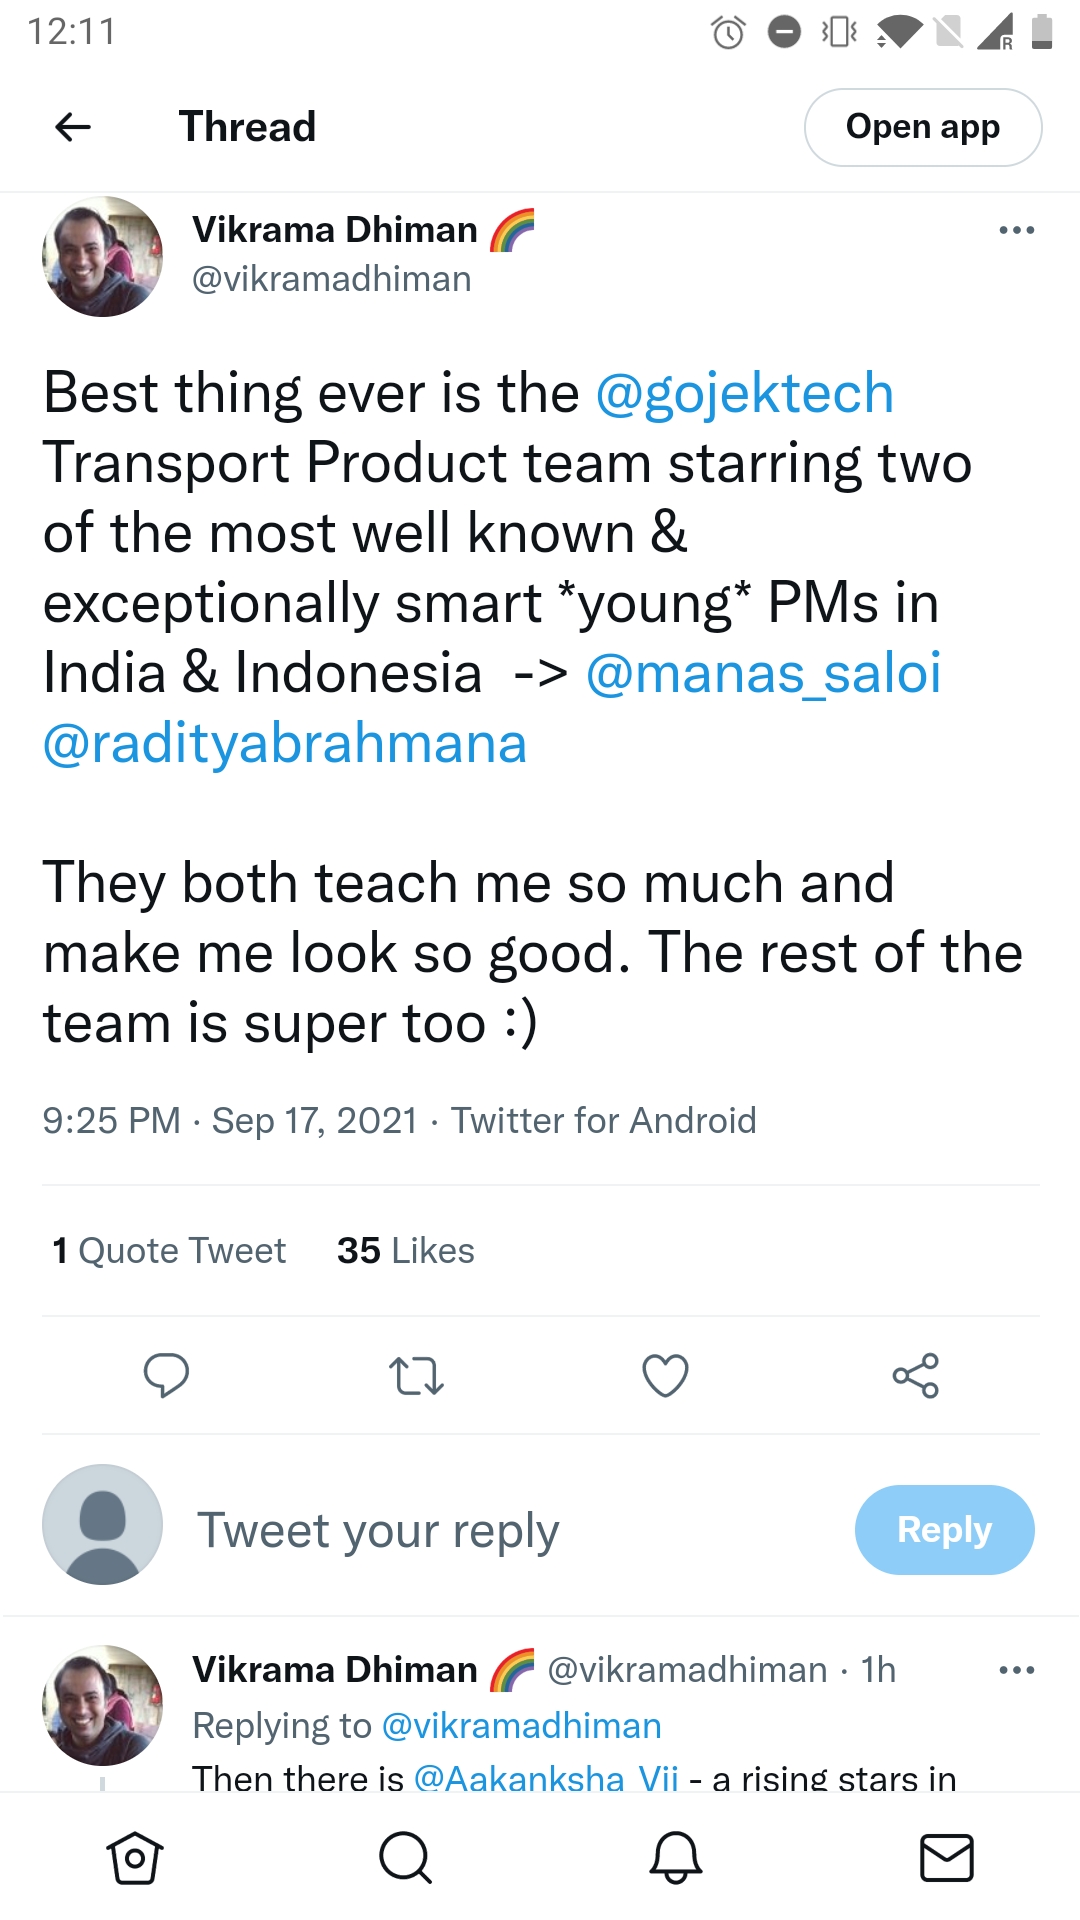 12:11
R
Thread
Open app
Vikrama Dhiman 🌈
@vikramadhiman
Best thing ever is the @gojektech
Transport Product team starring two
of the most well known &
exceptionally smart *young* PMs in
India & Indonesia  -> @manas_saloi
@radityabrahmana
They both teach me so much and
make me look so good. The rest of the
team is super too :)
9:25 PM · Sep 17, 2021 · Twitter for Android
1 Quote Tweet 35 Likes
Tweet your reply
Reply
Vikrama Dhiman 🌈 @vikramadhiman · 1h
Replying to @vikramadhiman
Then there is @Aakanksha_Vij - a rising stars in